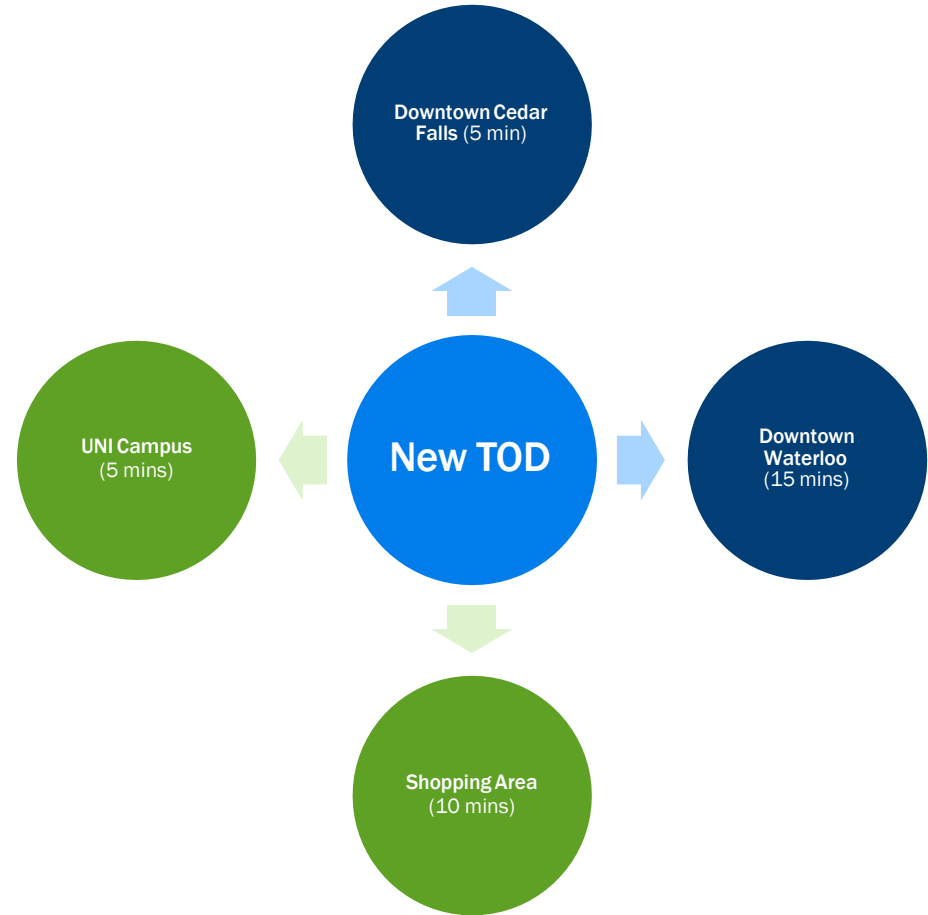 Downtown Cedar
Falls (5 min)
UNI Campus
(5 mins)
New TOD
Downtown
Waterloo
(15 mins)
Shopping Area
(10 mins)